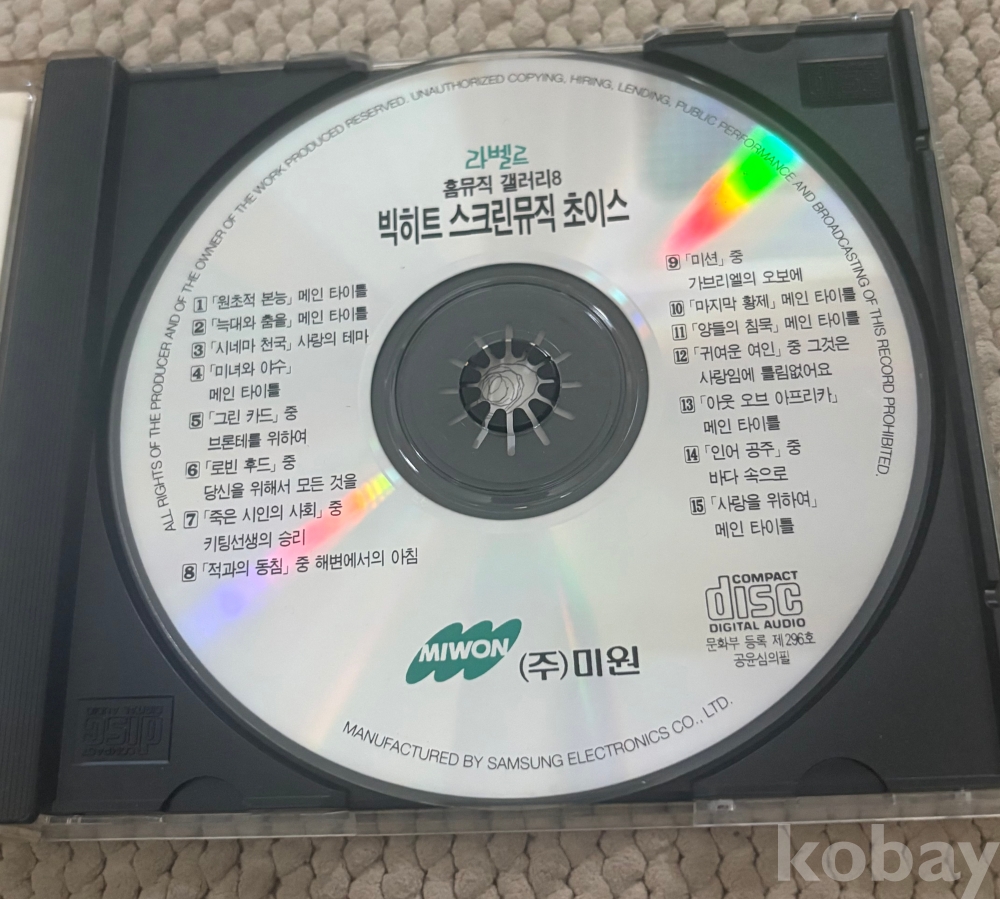 ALL RIGHTS OF THE PRODUCER AND OF THE OWNER OF THE WORK PRODUCED RESERVED. UNAUTHORIZED COPYING, HIRING, LENDING, PUBLIC PERFORMANCE AND BROADCASTING OF THIS RECORD PROHIBITED.
라벨르
홈뮤직 갤러리8
빅히트 스크린뮤직 초이스
1 「원초적 본능」 메인 타이틀
2 「늑대와 춤을」 메인 타이틀
3 「시네마 천국」 사랑의 테마
4 「미녀와 야수」
메인 타이틀
5 「그린 카드」 중
브론테를 위하여
6 「로빈 후드」 중
당신을 위해서 모든 것을
7 「죽은 시인의 사회」 중
키팅선생의 승리
8 「적과의 동침」 중 해변에서의 아침
9 「미션」 중
가브리엘의 오보에
10 「마지막 황제」 메인 타이틀
11 「양들의 침묵」 메인 타이틀
12 「귀여운 여인」 중 그것은
사랑임에 틀림없어요
13 「아웃 오브 아프리카」
메인 타이틀
14 「인어 공주」 중
바다 속으로
15 「사랑을 위하여」
메인 타이틀
COMPACT
disc
DIGITAL AUDIO
문화부 등록 제296호
공윤심의필
MIWON (주)미원
MANUFACTURED BY SAMSUNG ELECTRONICS CO., LTD.
kobay